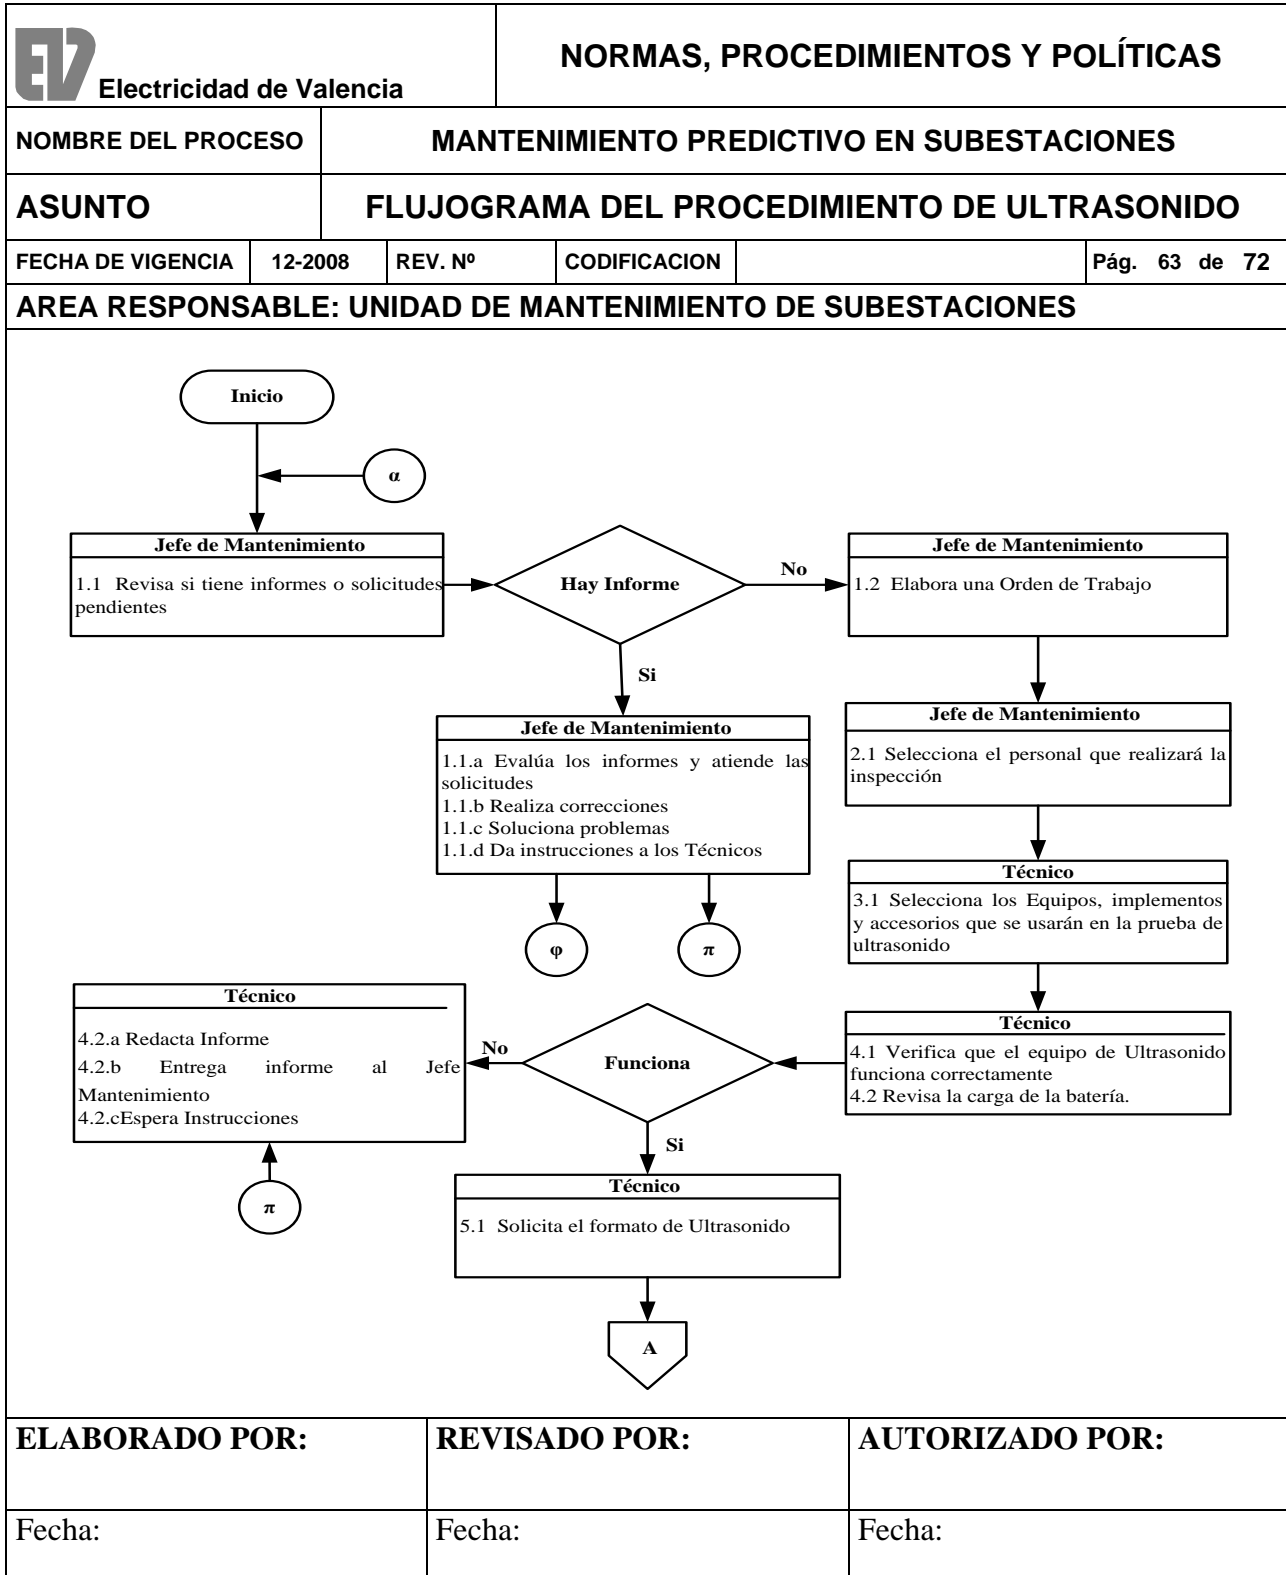 EV
Electricidad de Valencia
NORMAS, PROCEDIMIENTOS Y POLÍTICAS
NOMBRE DEL PROCESO
MANTENIMIENTO PREDICTIVO EN SUBESTACIONES
ASUNTO
FLUJOGRAMA DEL PROCEDIMIENTO DE ULTRASONIDO
FECHA DE VIGENCIA
12-2008
REV. Nº
CODIFICACION
Pág. 63 de 72
AREA RESPONSABLE: UNIDAD DE MANTENIMIENTO DE SUBESTACIONES
Inicio
α
Jefe de Mantenimiento
1.1 Revisa si tiene informes o solicitudes
pendientes
Hay Informe
No
Jefe de Mantenimiento
1.2 Elabora una Orden de Trabajo
Si
Jefe de Mantenimiento
1.1.a Evalúa los informes y atiende las
solicitudes
1.1.b Realiza correcciones
1.1.c Soluciona problemas
1.1.d Da instrucciones a los Técnicos
φ
π
Jefe de Mantenimiento
2.1 Selecciona el personal que realizará la
inspección
Técnico
3.1 Selecciona los Equipos, implementos
y accesorios que se usarán en la prueba de
ultrasonido
Técnico
4.1 Verifica que el equipo de Ultrasonido
funciona correctamente
4.2 Revisa la carga de la batería.
Funciona
No
Técnico
4.2.a Redacta Informe
4.2.b Entrega informe al Jefe
Mantenimiento
4.2.cEspera Instrucciones
π
Si
Técnico
5.1 Solicita el formato de Ultrasonido
A
ELABORADO POR:
REVISADO POR:
AUTORIZADO POR:
Fecha:
Fecha:
Fecha: